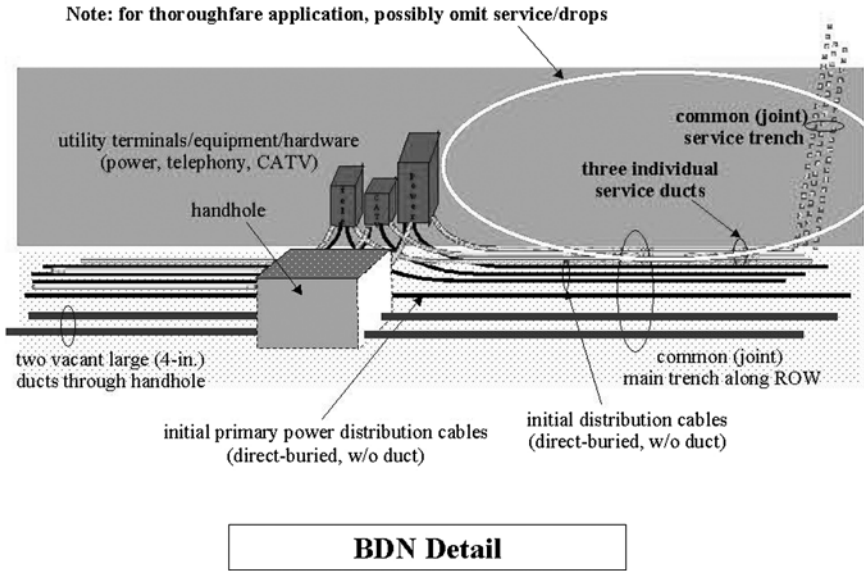 Note: for thoroughfare application, possibly omit service/drops
common (joint)
service trench
utility terminals/equipment/hardware
(power, telephony, CATV)
three individual
service ducts
handhole
CAT
power
two vacant large (4-in.)
ducts through handhole
common (joint)
main trench along ROW
initial primary power distribution cables
(direct-buried, w/o duct)
initial distribution cables
(direct-buried, w/o duct)
BDN Detail